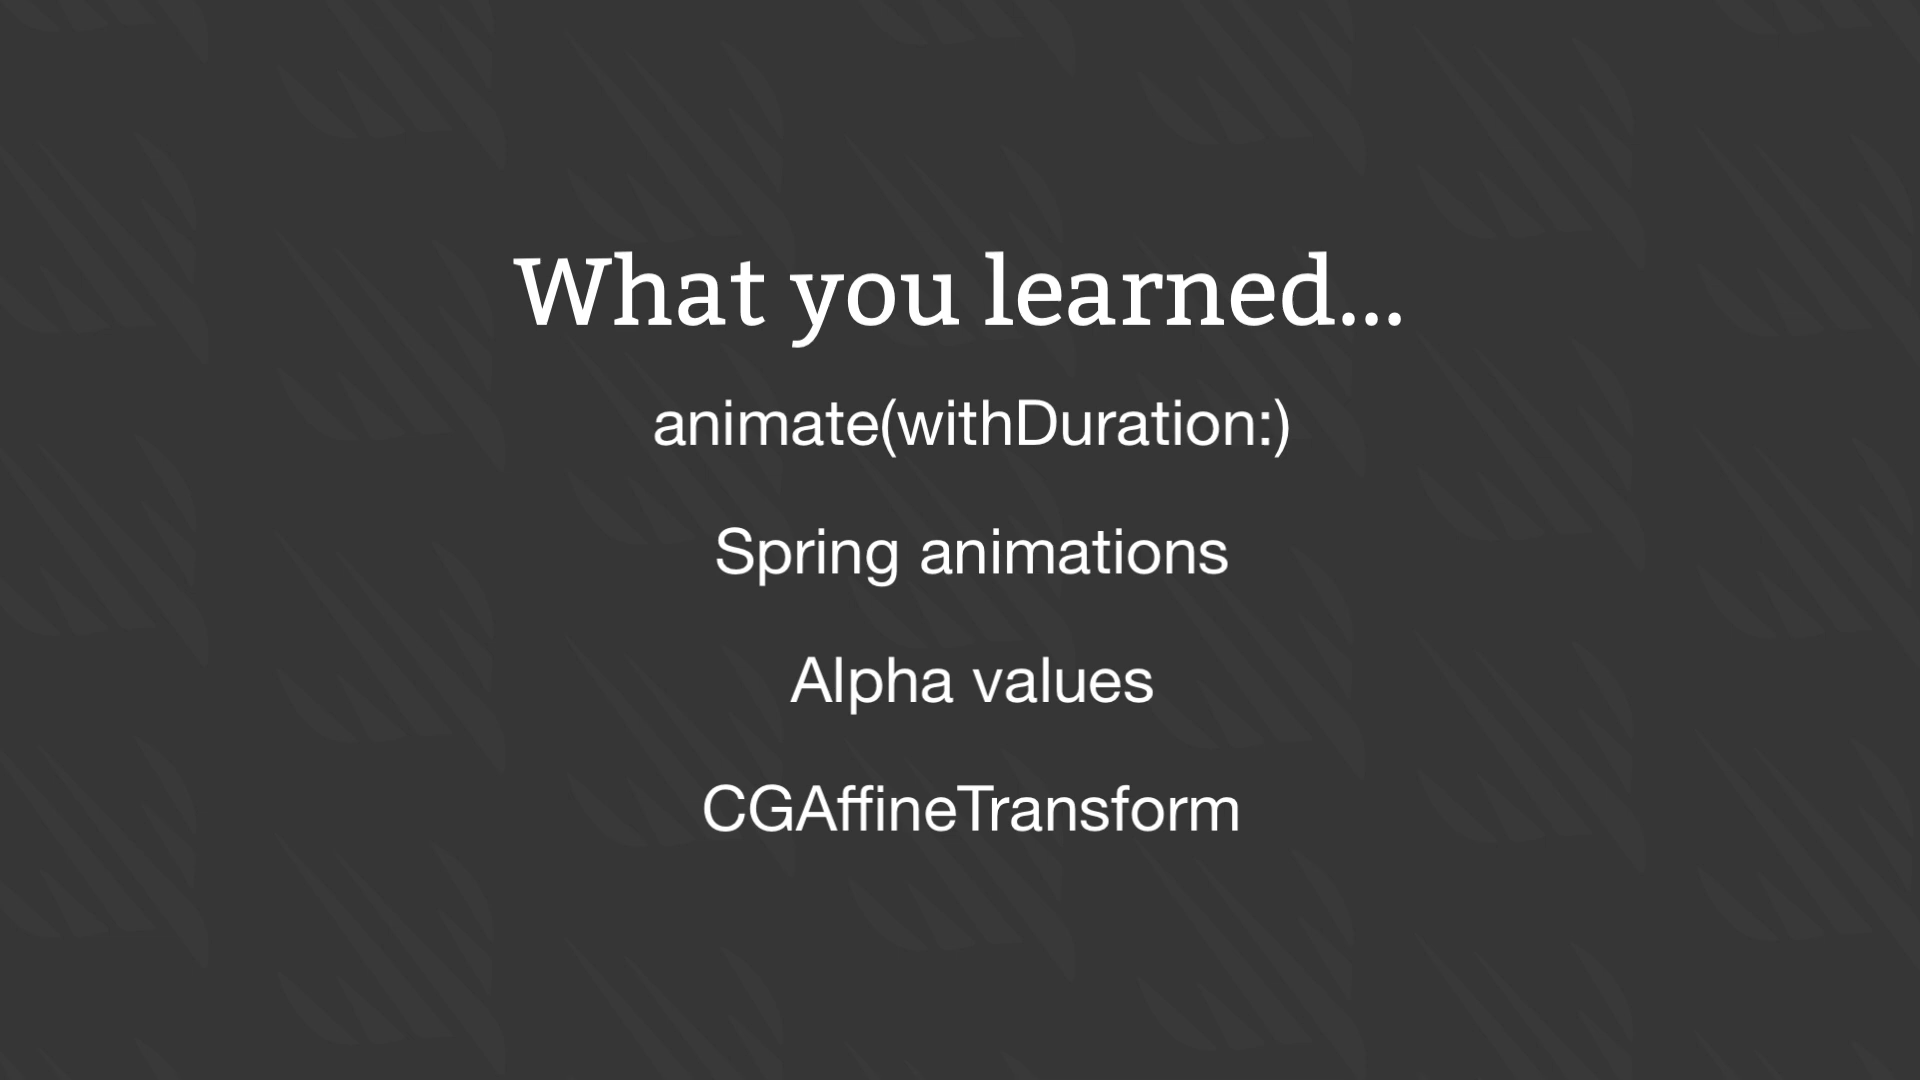 What you learned...
animate(withDuration:)
Spring animations
Alpha values
CGAffineTransform